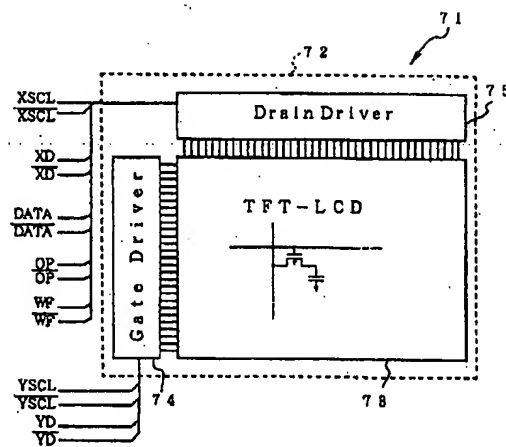 71
72
XSCL
XSCL
Drain Driver
75
XD
XD
DATA
DATA
OP
OP
WF
WF
Gate Driver
TFT-LCD
YSCL
YSCL
YD
YD
74